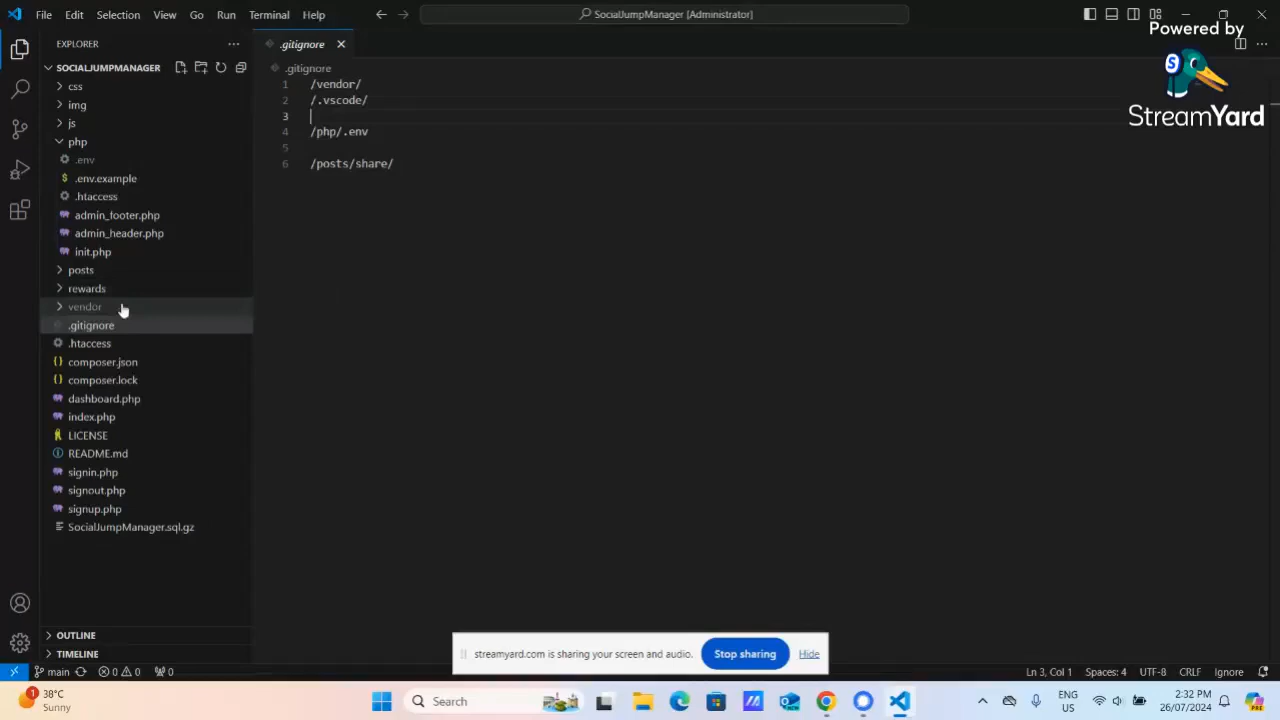 File Edit Selection View Go Run Terminal Help
SocialJumpManager [Administrator]
Powered by
StreamYard
EXPLORER
SOCIALJUMPMANAGER
css
img
js
php
.env
.env.example
.htaccess
admin_footer.php
admin_header.php
init.php
posts
rewards
vendor
.gitignore
.htaccess
composer.json
composer.lock
dashboard.php
index.php
LICENSE
README.md
signin.php
signout.php
signup.php
SocialJumpManager.sql.gz
OUTLINE
TIMELINE
.gitignore
.gitignore
1 /vendor/
2 /.vscode/
3
4 /php/.env
5
6 /posts/share/
streamyard.com is sharing your screen and audio. Stop sharing Hide
main 0 0 0 Ln 3, Col 1 Spaces: 4 UTF-8 CRLF Ignore
1
38°C
Sunny
Search
ENG
US
2:32 PM
26/07/2024